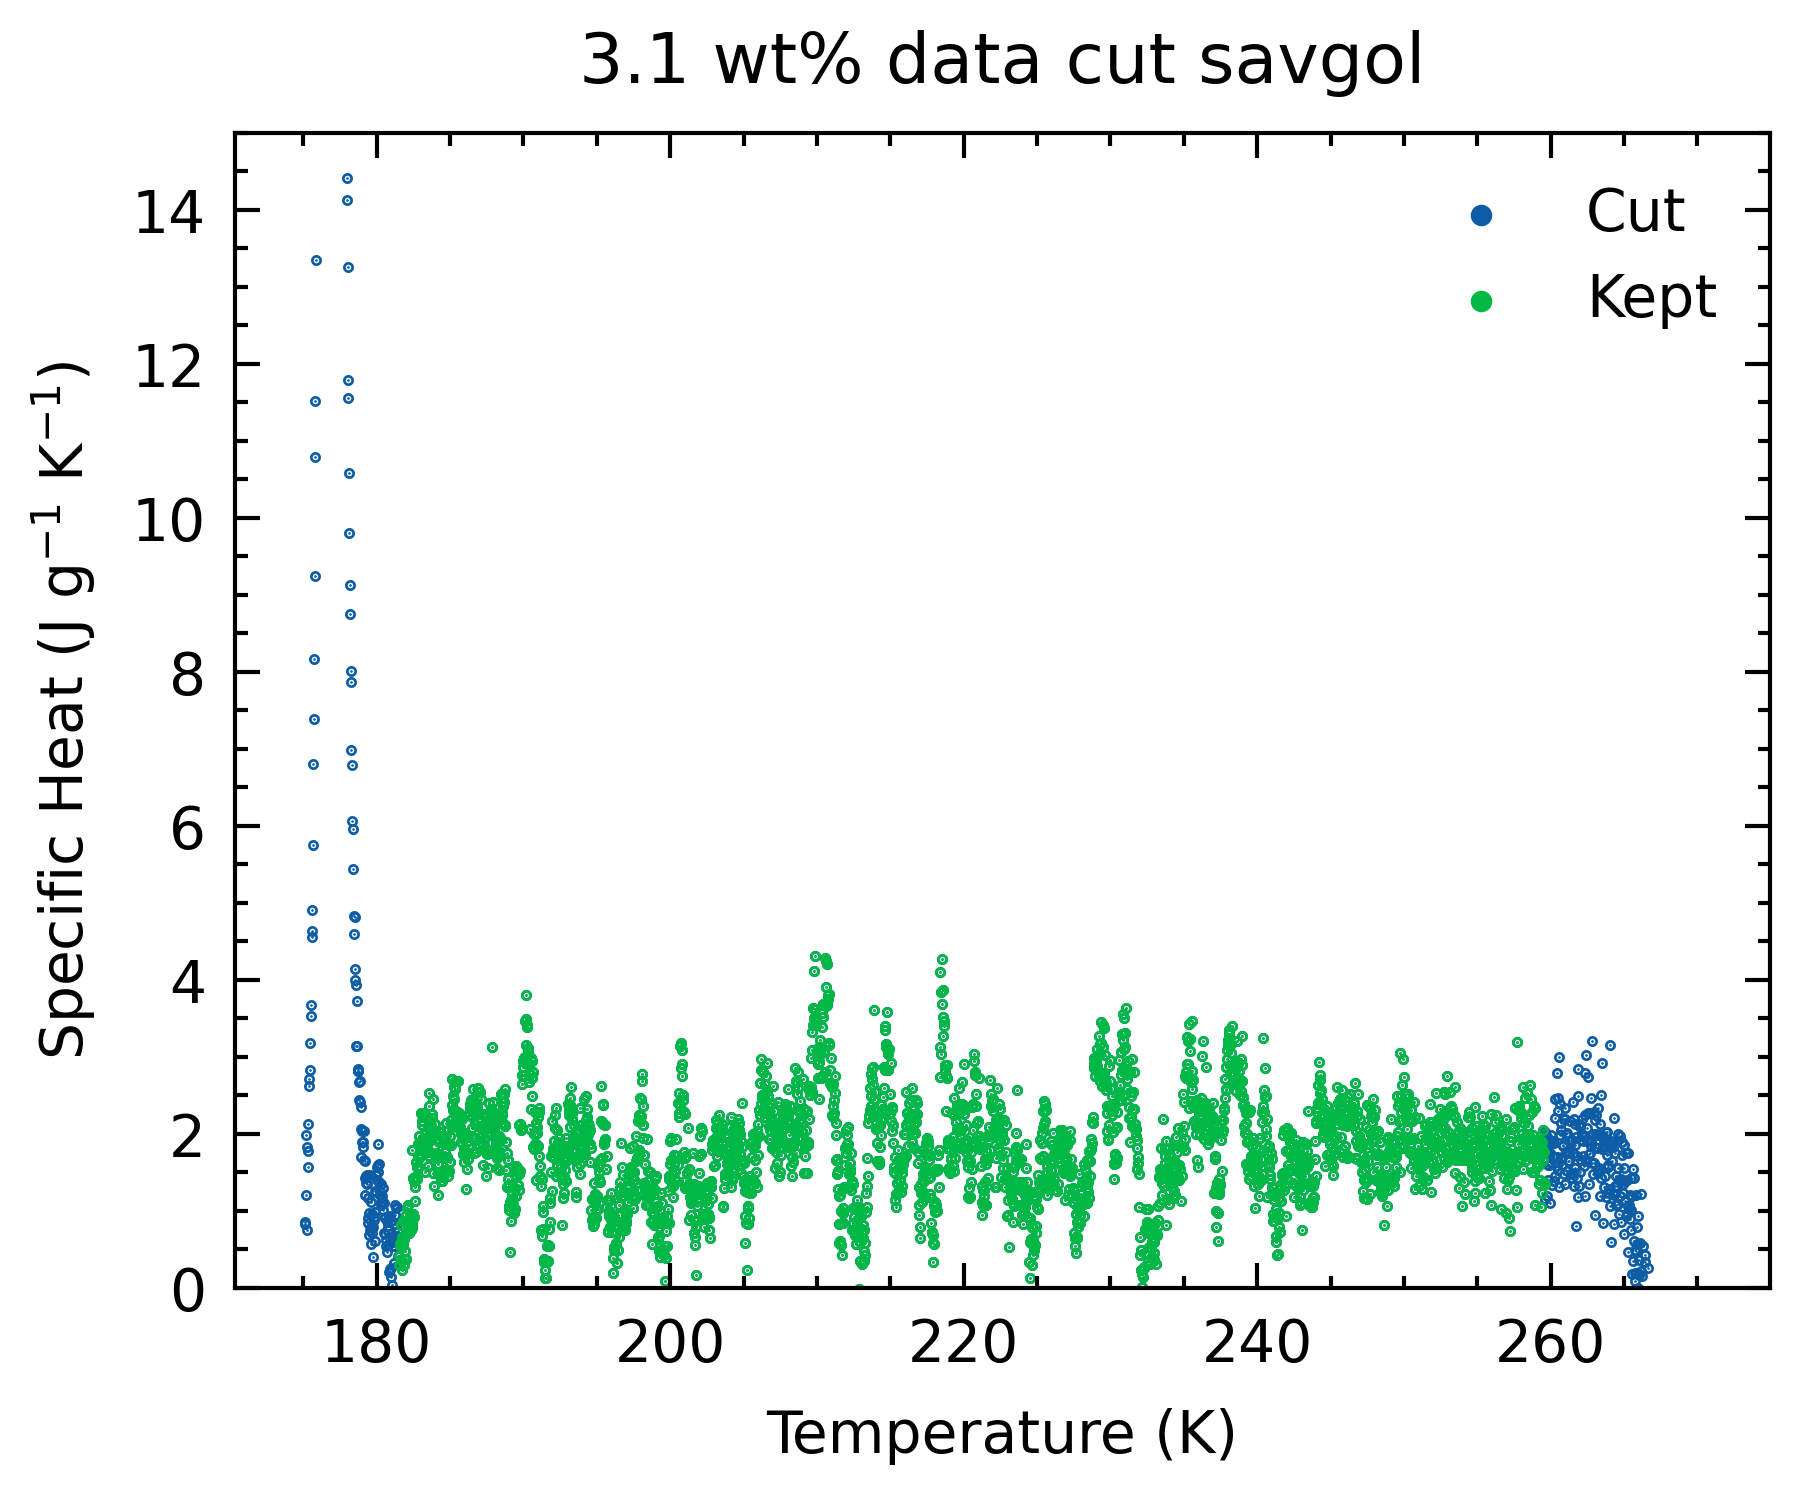 3.1 wt% data cut savgol
Cut
Kept
14
12
10
8
6
4
2
0
Specific Heat (J g⁻¹ K⁻¹)
180 200 220 240 260
Temperature (K)